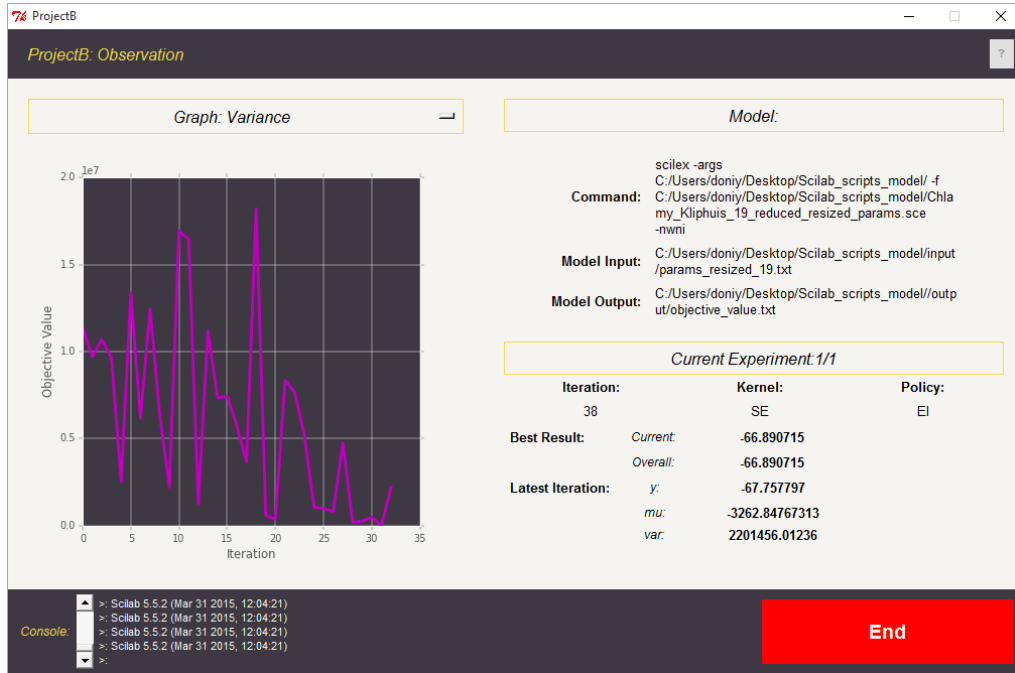 ProjectB
ProjectB: Observation
?
Graph: Variance
1e7
2.0
1.5
1.0
0.5
0.0
Objective Value
0 5 10 15 20 25 30 35
Iteration
Model:
Command:
scilex -args
C:/Users/doniy/Desktop/Scilab_scripts_model/ -f
C:/Users/doniy/Desktop/Scilab_scripts_model/Chla
my_Kliphuis_19_reduced_resized_params.sce
-nwni
Model Input:
C:/Users/doniy/Desktop/Scilab_scripts_model/input
/params_resized_19.txt
Model Output:
C:/Users/doniy/Desktop/Scilab_scripts_model//outp
ut/objective_value.txt
Current Experiment:1/1
Iteration: Kernel: Policy:
38 SE EI
Best Result: Current: -66.890715
Overall: -66.890715
Latest Iteration: y: -67.757797
mu: -3262.84767313
var: 2201456.01236
Console:
>: Scilab 5.5.2 (Mar 31 2015, 12:04:21)
>: Scilab 5.5.2 (Mar 31 2015, 12:04:21)
>: Scilab 5.5.2 (Mar 31 2015, 12:04:21)
>: Scilab 5.5.2 (Mar 31 2015, 12:04:21)
>:
End